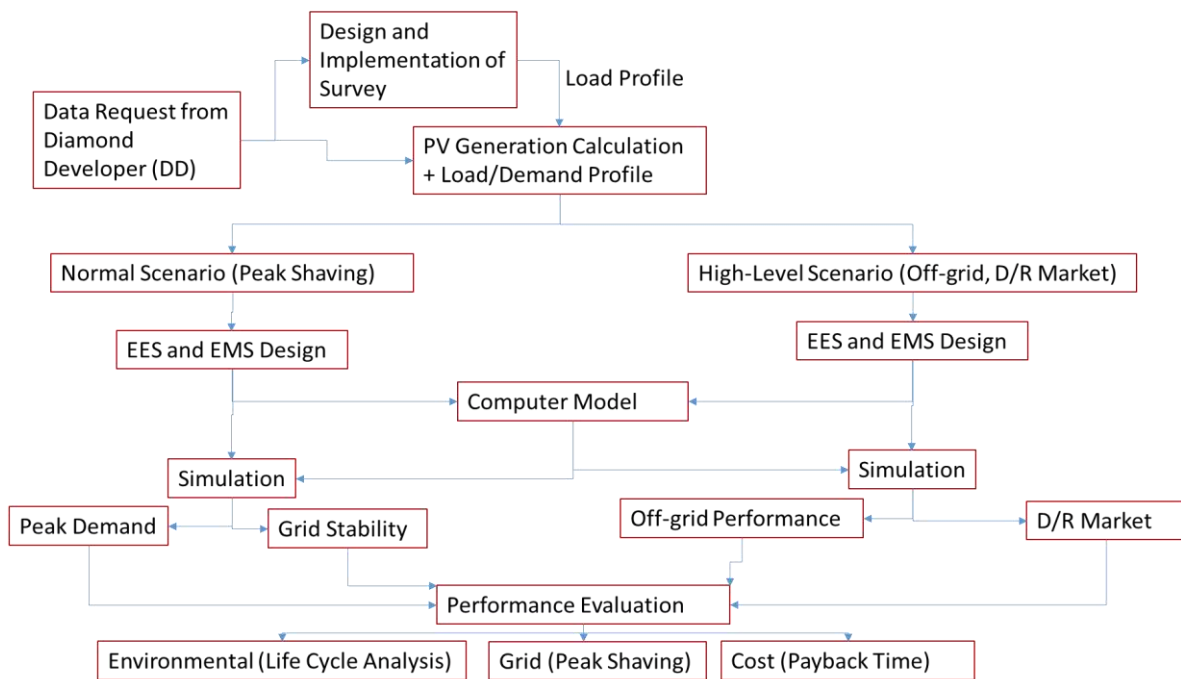 Design and
Implementation of
Survey
Load Profile
Data Request from
Diamond
Developer (DD)
PV Generation Calculation
+ Load/Demand Profile
Normal Scenario (Peak Shaving)
High-Level Scenario (Off-grid, D/R Market)
EES and EMS Design
EES and EMS Design
Computer Model
Simulation
Simulation
Peak Demand
Grid Stability
Off-grid Performance
D/R Market
Performance Evaluation
Environmental (Life Cycle Analysis)
Grid (Peak Shaving)
Cost (Payback Time)